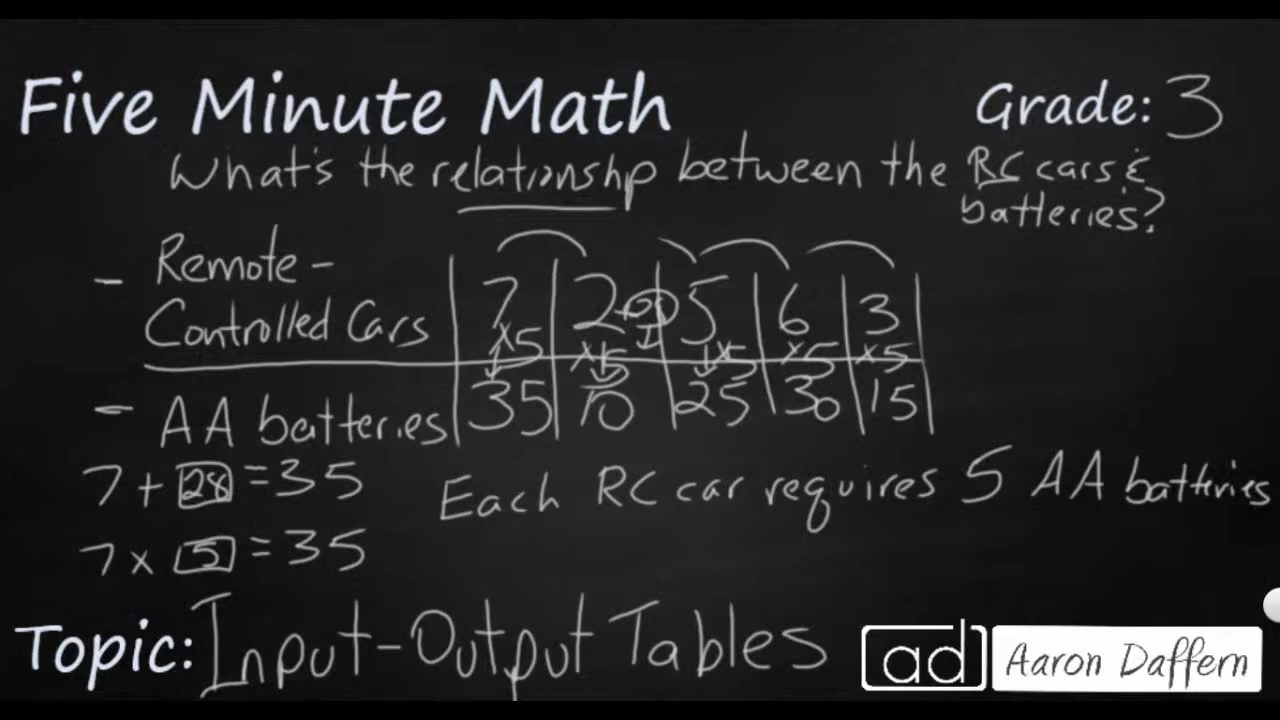 Five Minute Math
Grade: 3
What's the relationship between the RC cars &
batteries?
- Remote-
Controlled Cars
7 2 5 6 3
x5 x5 x5 x5 x5
- AA batteries 35 10 25 30 15
7 + 28 = 35
Each RC car requires 5 AA batteries
7 x 5 = 35
Topic: Input-Output Tables
ad Aaron Daffern